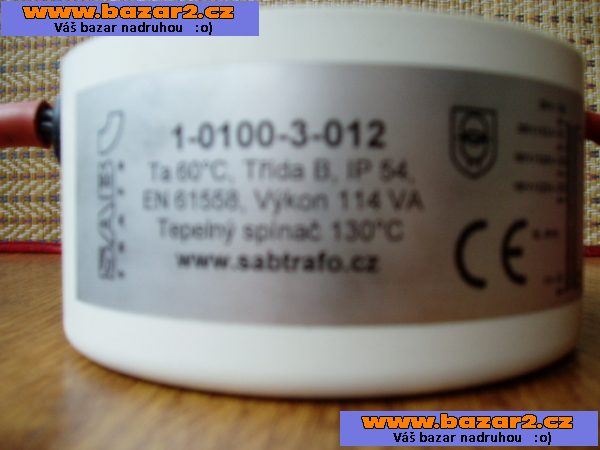 www.bazar2.cz
Váš bazar nadruhou :o)
SAB
1-0100-3-012
Ta 60°C, Třída B, IP 54,
EN 61558, Výkon 114 VA
Tepelný spínač 130°C
www.sabtrafo.cz
CE
www.bazar2.cz
Váš bazar nadruhou :o)